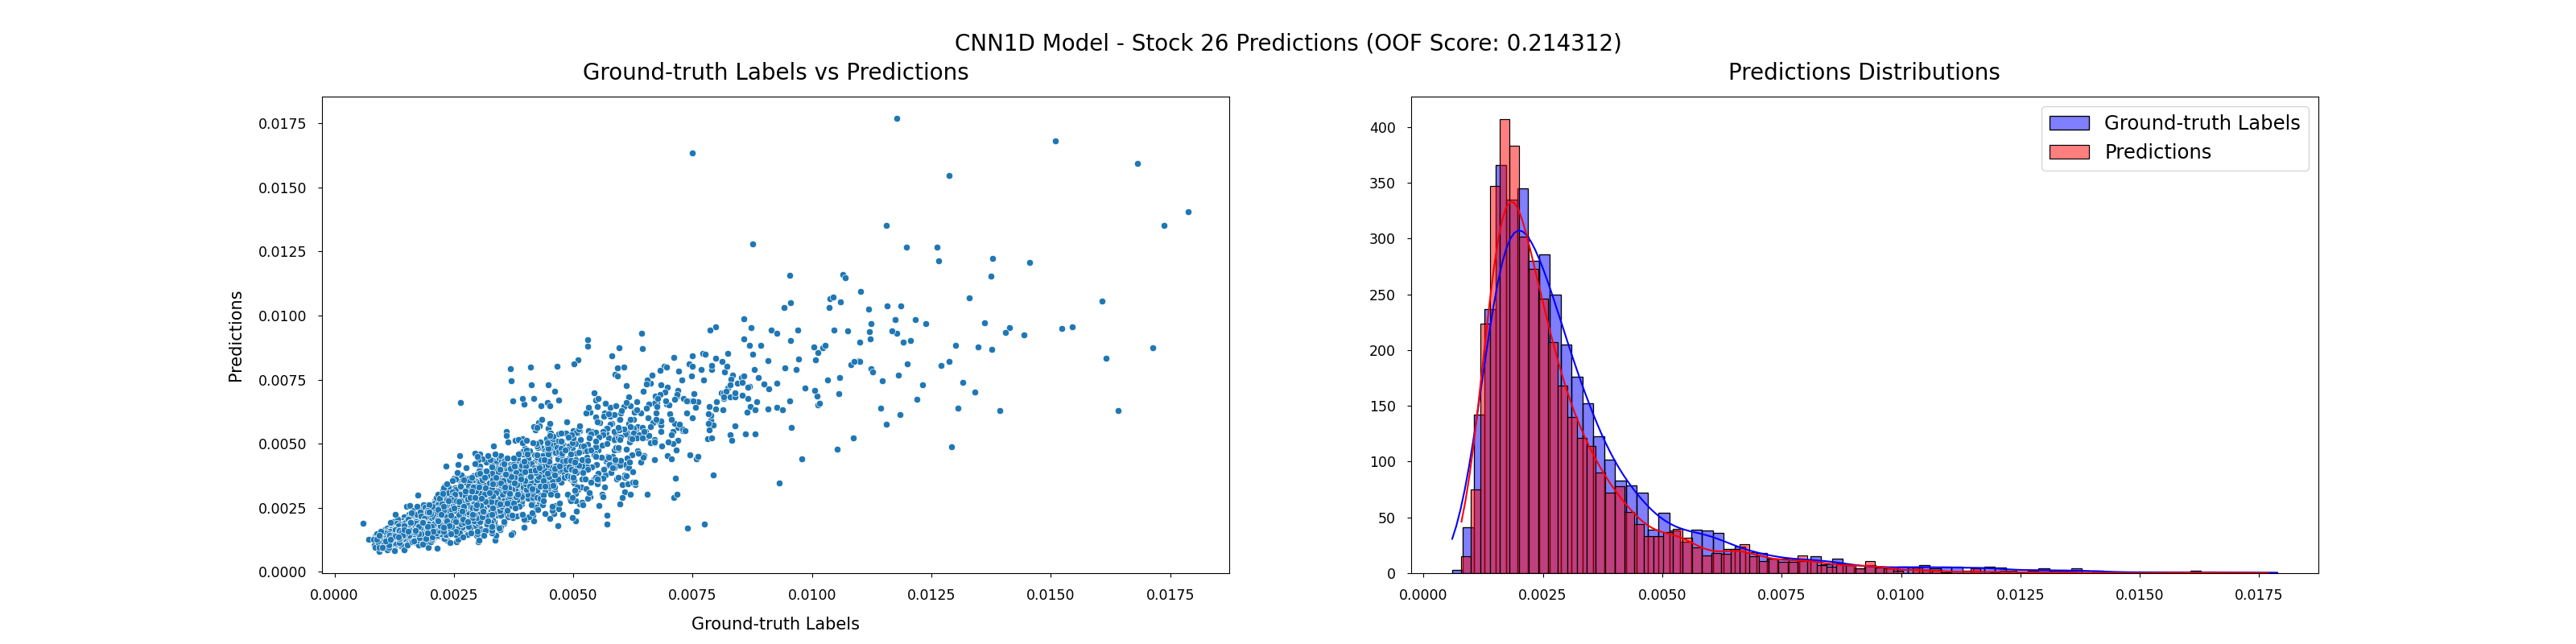 CNN1D Model - Stock 26 Predictions (OOF Score: 0.214312)
Ground-truth Labels vs Predictions
0.0175
0.0150
0.0125
0.0100
0.0075
0.0050
0.0025
0.0000
Predictions
0.0000 0.0025 0.0050 0.0075 0.0100 0.0125 0.0150 0.0175
Ground-truth Labels
Predictions Distributions
Ground-truth Labels
Predictions
400
350
300
250
200
150
100
50
0
0.0000 0.0025 0.0050 0.0075 0.0100 0.0125 0.0150 0.0175